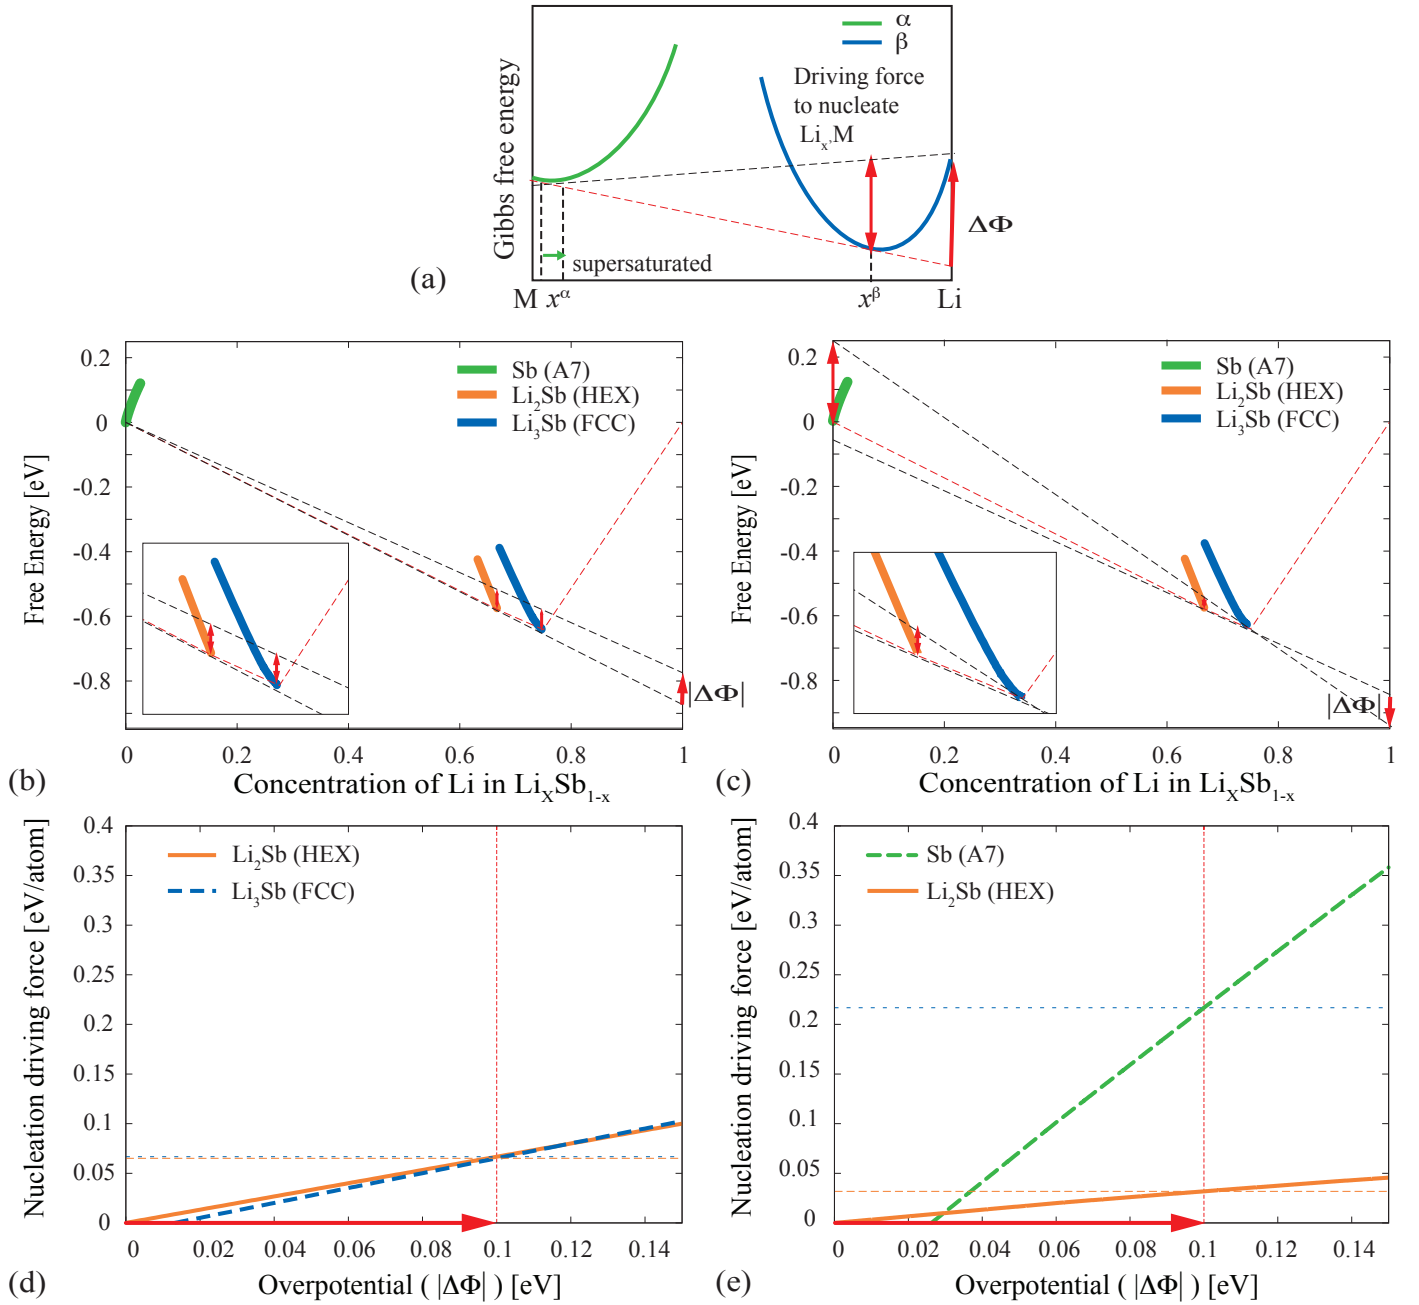 α
β
Gibbs free energy
Driving force
to nucleate
Liₓ'M
ΔΦ
supersaturated
(a)
M
xᵅ
xᵝ
Li
0.2
0
-0.2
-0.4
-0.6
-0.8
Free Energy [eV]
Sb (A7)
Li₂Sb (HEX)
Li₃Sb (FCC)
|ΔΦ|
0
0.2
0.4
0.6
0.8
1
(b)
Concentration of Li in LiₓSb₁₋ₓ
0.2
0
-0.2
-0.4
-0.6
-0.8
Free Energy [eV]
Sb (A7)
Li₂Sb (HEX)
Li₃Sb (FCC)
|ΔΦ|
0
0.2
0.4
0.6
0.8
1
(c)
Concentration of Li in LiₓSb₁₋ₓ
0.4
0.35
0.3
0.25
0.2
0.15
0.1
0.05
0
Nucleation driving force [eV/atom]
Li₂Sb (HEX)
Li₃Sb (FCC)
0
0.02
0.04
0.06
0.08
0.1
0.12
0.14
(d)
Overpotential ( |ΔΦ| ) [eV]
0.4
0.35
0.3
0.25
0.2
0.15
0.1
0.05
0
Nucleation driving force [eV/atom]
Sb (A7)
Li₂Sb (HEX)
0
0.02
0.04
0.06
0.08
0.1
0.12
0.14
(e)
Overpotential ( |ΔΦ| ) [eV]